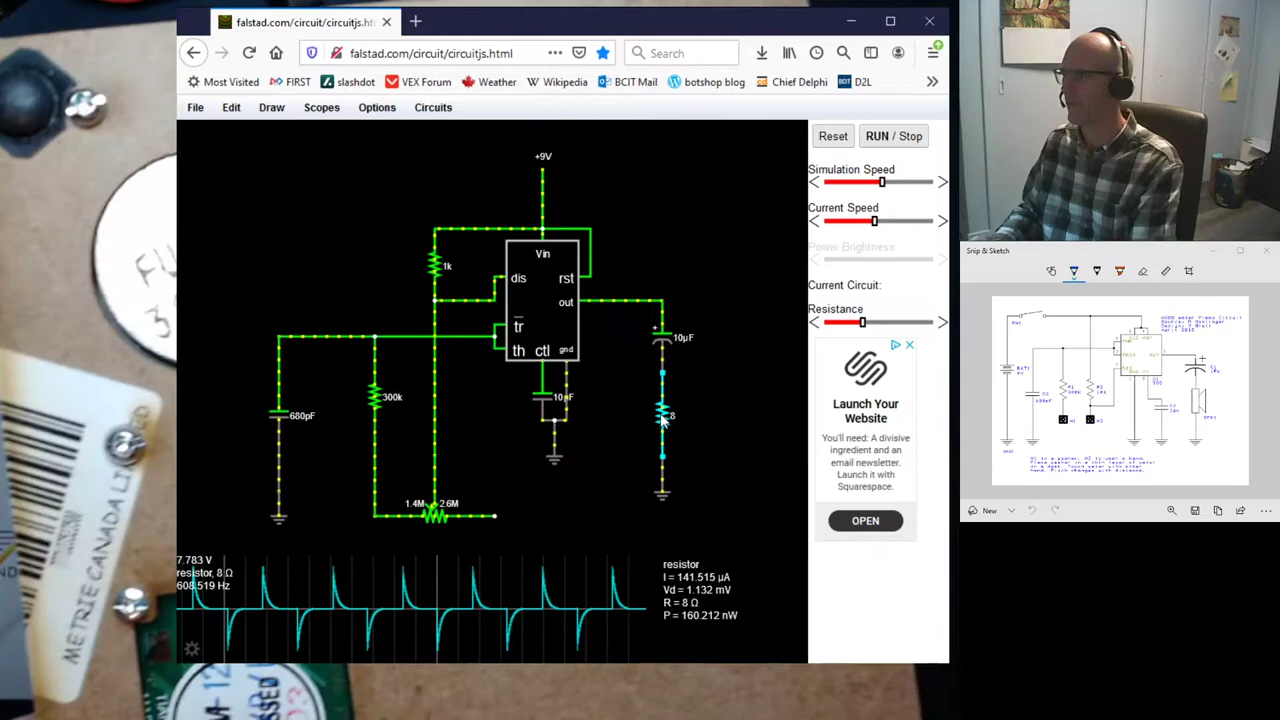 falstad.com/circuit/circuitjs.htm
falstad.com/circuit/circuitjs.html
Search
Most Visited
FIRST
slashdot
VEX Forum
Weather
Wikipedia
BCIT Mail
botshop blog
Chief Delphi
D2L
File
Edit
Draw
Scopes
Options
Circuits
Reset
RUN / Stop
Simulation Speed
Current Speed
Power Brightness
Current Circuit:
Resistance
Launch Your
Website
You'll need: A divisive
ingredient and an
email newsletter.
Launch it with
Squarespace.
OPEN
+9V
1k
Vin
dis
rst
out
tr
th
ctl
gnd
10µF
300k
680pF
8
1.4M
2.6M
7.783 V
resistor, 8 Ω
608.519 Hz
resistor
I = 141.515 µA
Vd = 1.132 mV
R = 8 Ω
P = 160.212 nW
Snip & Sketch
New
April 2015
METRIE CANADA LTD